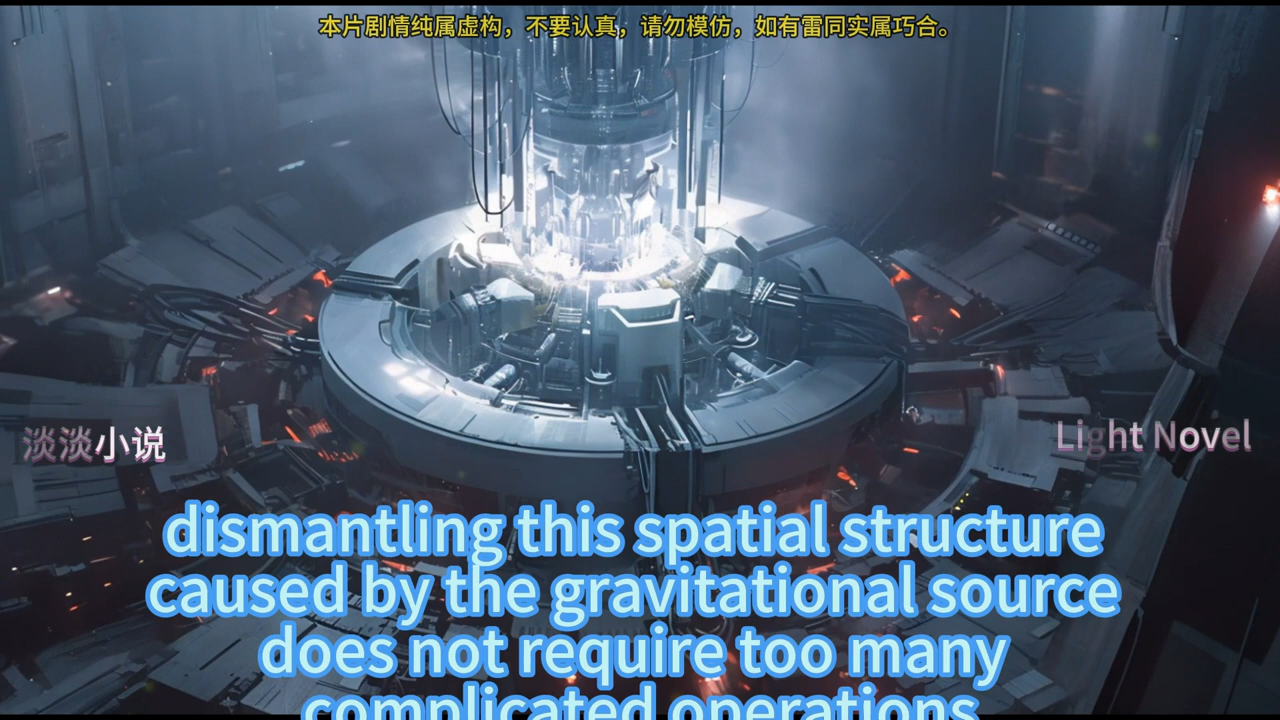 本片剧情纯属虚构，不要认真，请勿模仿，如有雷同实属巧合。
淡淡小说
Light Novel
dismantling this spatial structure
caused by the gravitational source
does not require too many
complicated operations